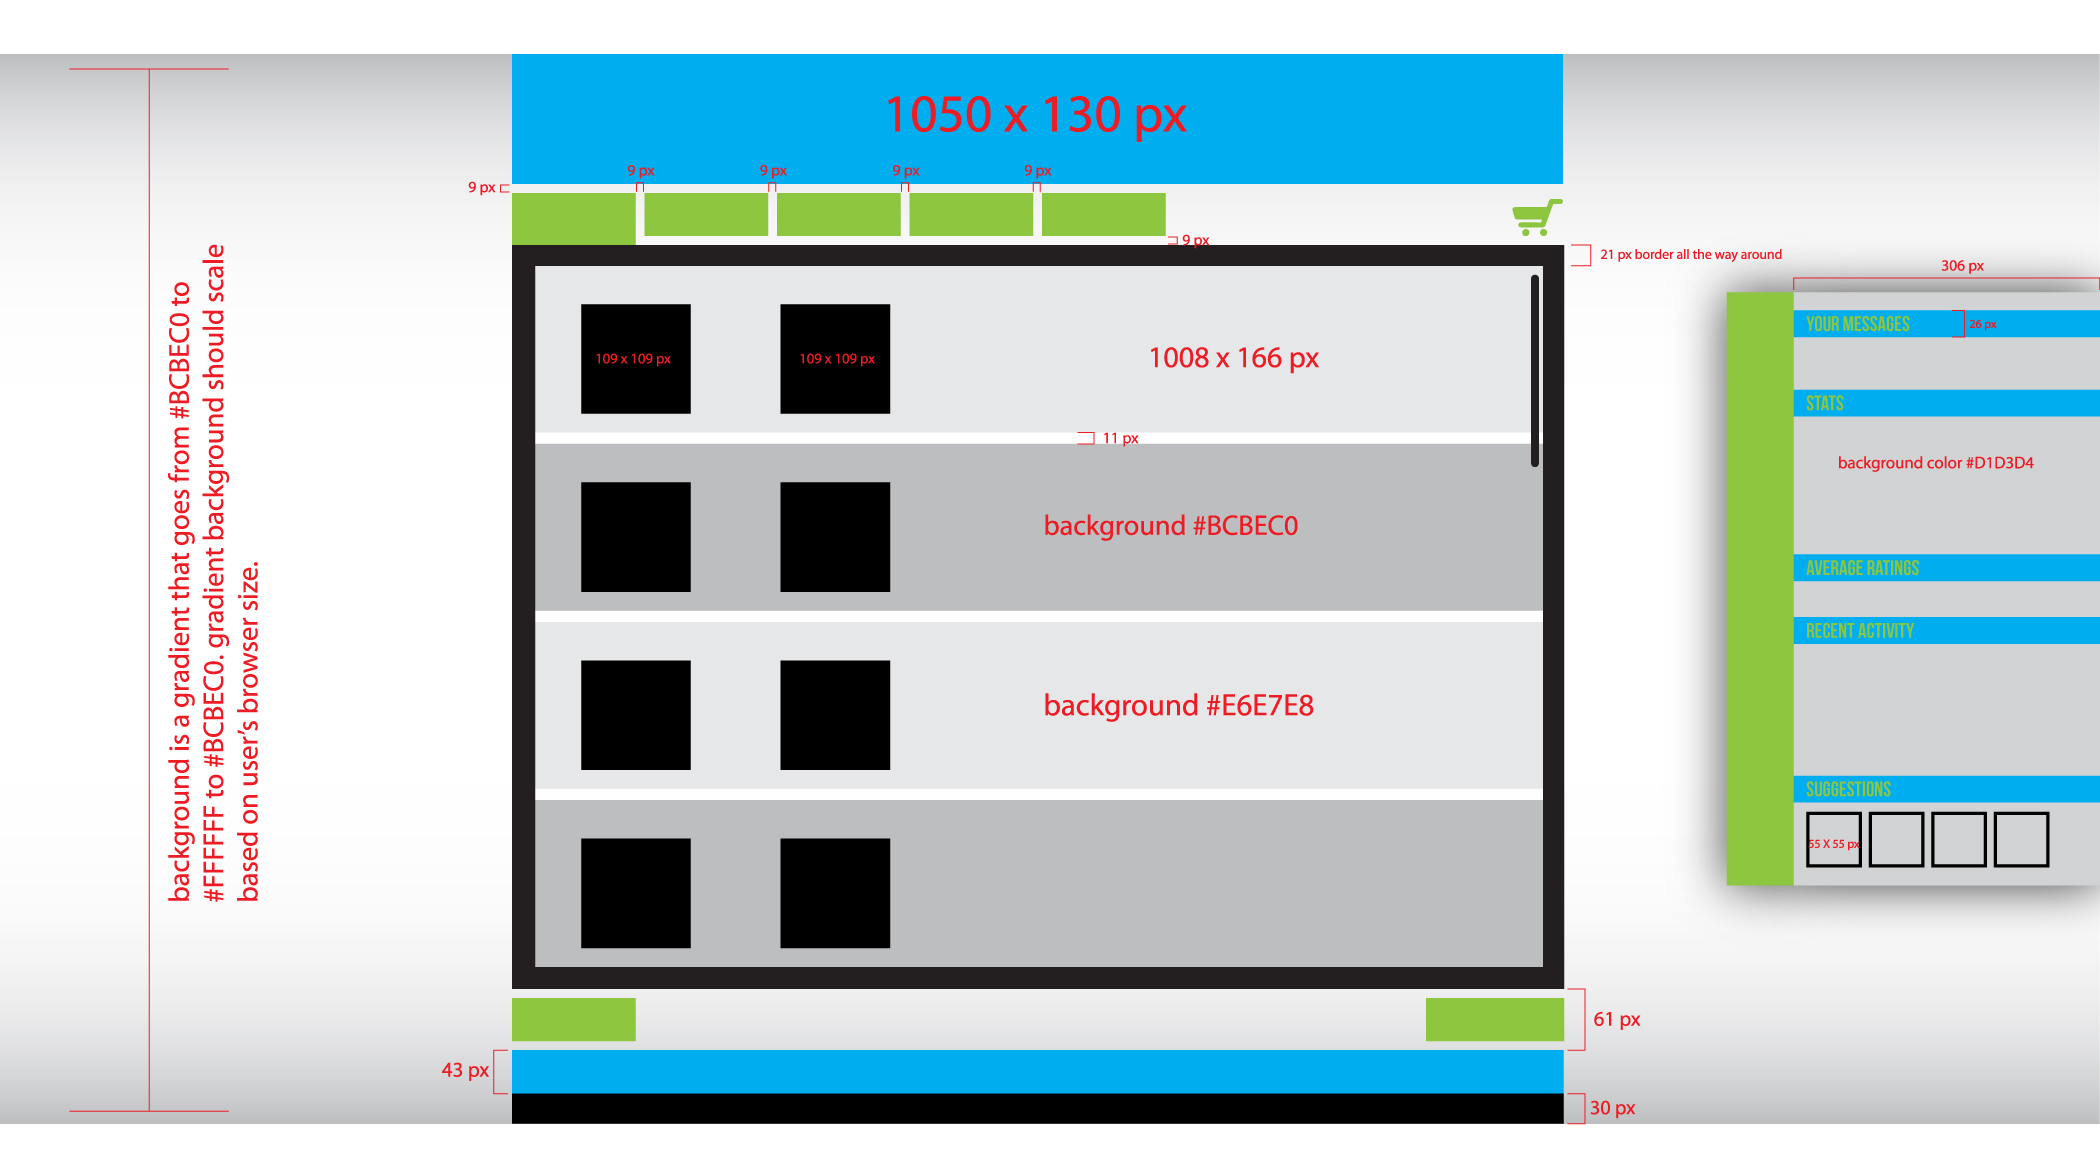 1050 x 130 px
9 px
9 px
9 px
9 px
9 px
9 px
21 px border all the way around
background is a gradient that goes from #BCBEC0 to
#FFFFFF to #BCBEC0. gradient background should scale
based on user's browser size.
109 x 109 px
109 x 109 px
1008 x 166 px
11 px
background #BCBEC0
background #E6E7E8
61 px
43 px
30 px
306 px
YOUR MESSAGES
26 px
STATS
background color #D1D3D4
AVERAGE RATINGS
RECENT ACTIVITY
SUGGESTIONS
55 X 55 px